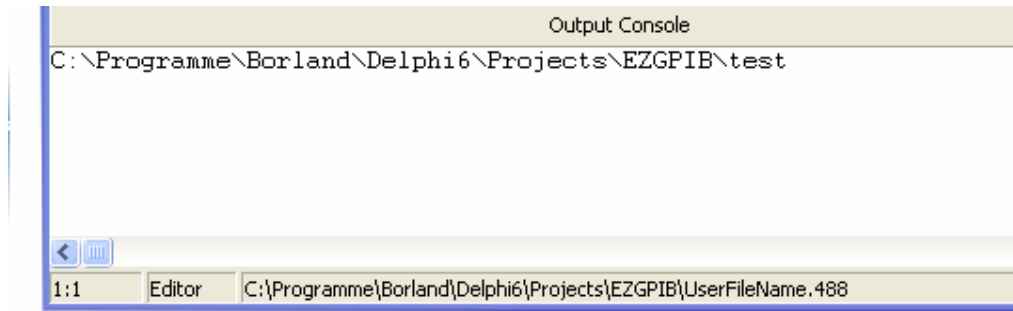 Output Console
C:\Programme\Borland\Delphi6\Projects\EZGPIB\test
1:1 Editor C:\Programme\Borland\Delphi6\Projects\EZGPIB\UserFileName.488